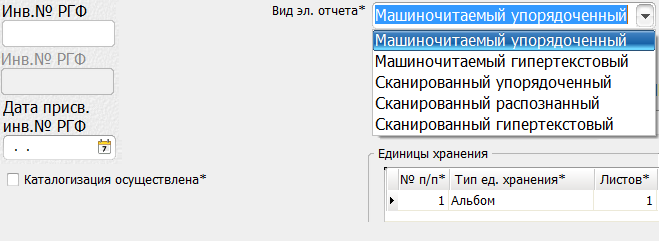 Инв.№ РГФ
Инв.№ РГФ
Дата присв.
инв.№ РГФ
. .
7
Каталогизация осуществлена*
Вид эл. отчета*
Машиночитаемый упорядоченный
Машиночитаемый упорядоченный
Машиночитаемый гипертекстовый
Сканированный упорядоченный
Сканированный распознанный
Сканированный гипертекстовый
Единицы хранения
№ п/п* Тип ед. хранения* Листов*
1 Альбом 1